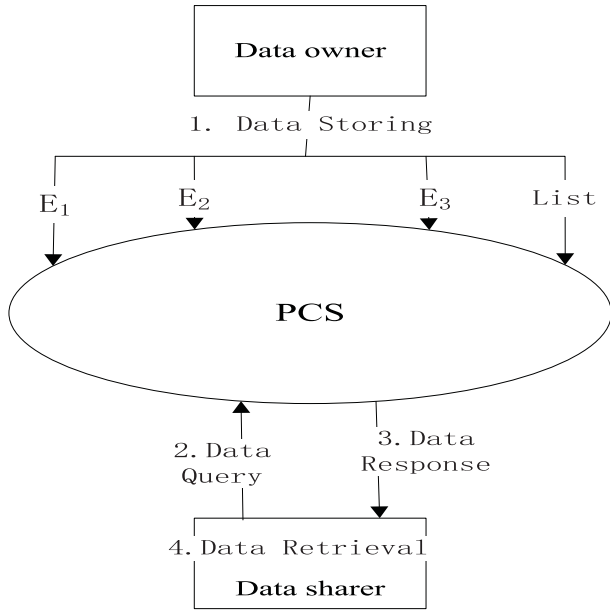 Data owner
1. Data Storing
E₁
E₂
E₃
List
PCS
2.Data
Query
3.Data
Response
4.Data Retrieval
Data sharer